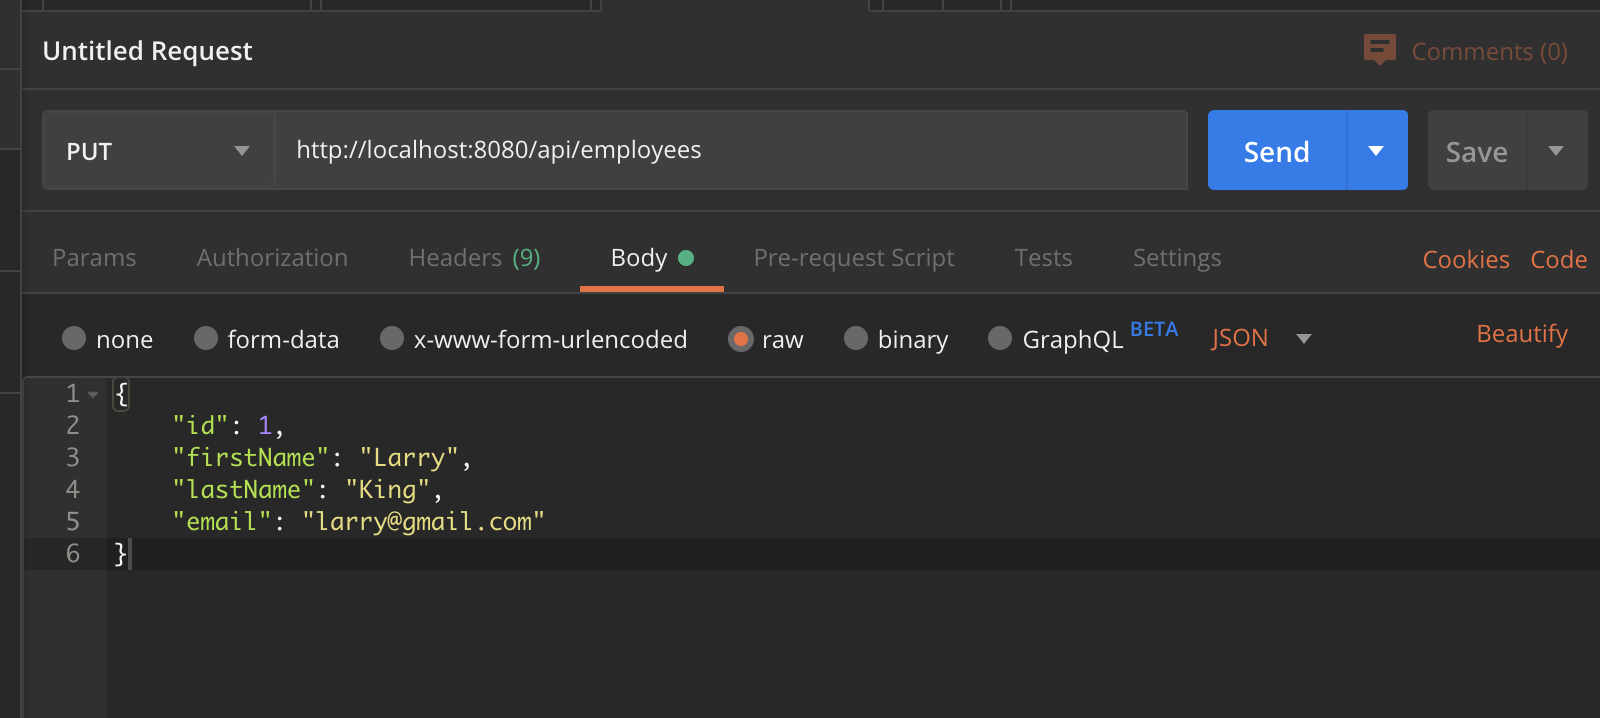 Untitled Request
Comments (0)
PUT http://localhost:8080/api/employees Send Save
Params Authorization Headers (9) Body Pre-request Script Tests Settings Cookies Code
none form-data x-www-form-urlencoded raw binary GraphQL BETA JSON Beautify
1 {
2 "id": 1,
3 "firstName": "Larry",
4 "lastName": "King",
5 "email": "larry@gmail.com"
6 }